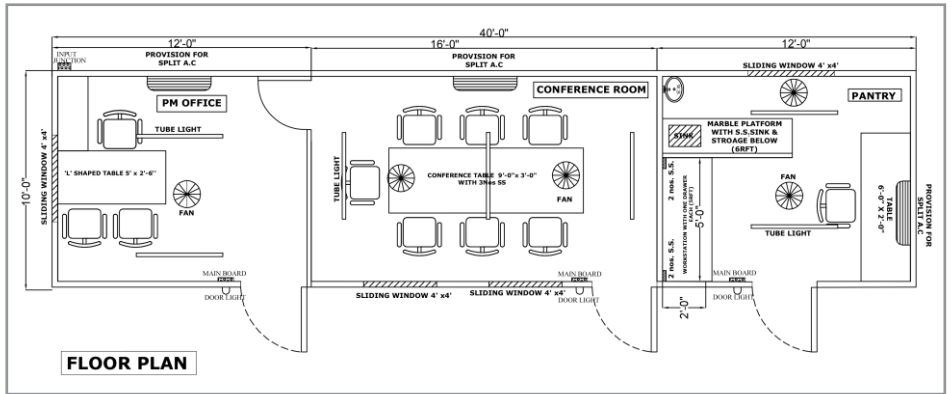 40'-0"
12'-0"
16'-0"
12'-0"
INPUT
JUNCTION
PROVISION FOR
SPLIT A.C
PROVISION FOR
SPLIT A.C
SLIDING WINDOW 4' x4'
PM OFFICE
CONFERENCE ROOM
PANTRY
TUBE LIGHT
SINK
MARBLE PLATFORM
WITH S.S.SINK &
STROAGE BELOW
(6RFT)
SLIDING WINDOW 4' x4'
10'-0"
'L' SHAPED TABLE 5' x 2'-6"
FAN
TUBE LIGHT
CONFERENCE TABLE 9'-0"x 3'-0"
WITH 3Nos SS
FAN
2 nos. S.S.
2 nos. S.S.
WORKSTATION WITH ONE DRAWER
EACH (5RFT)
5'-0"
FAN
TUBE LIGHT
TABLE
6'-0" X 2'-0"
PROVISION FOR
SPLIT A.C
MAIN BOARD
DOOR LIGHT
SLIDING WINDOW 4' x4'
SLIDING WINDOW 4' x4'
MAIN BOARD
DOOR LIGHT
2'-0"
MAIN BOARD
DOOR LIGHT
FLOOR PLAN